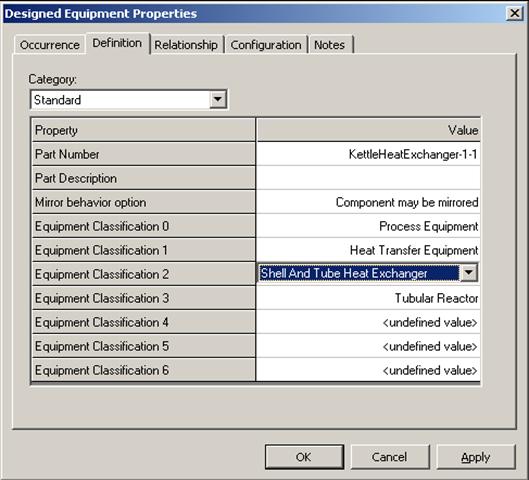 Designed Equipment Properties
Occurrence Definition Relationship Configuration Notes
Category:
Standard
Property Value
Part Number KettleHeatExchanger-1-1
Part Description
Mirror behavior option Component may be mirrored
Equipment Classification 0 Process Equipment
Equipment Classification 1 Heat Transfer Equipment
Equipment Classification 2 Shell And Tube Heat Exchanger
Equipment Classification 3 Tubular Reactor
Equipment Classification 4 <undefined value>
Equipment Classification 5 <undefined value>
Equipment Classification 6 <undefined value>
OK Cancel Apply